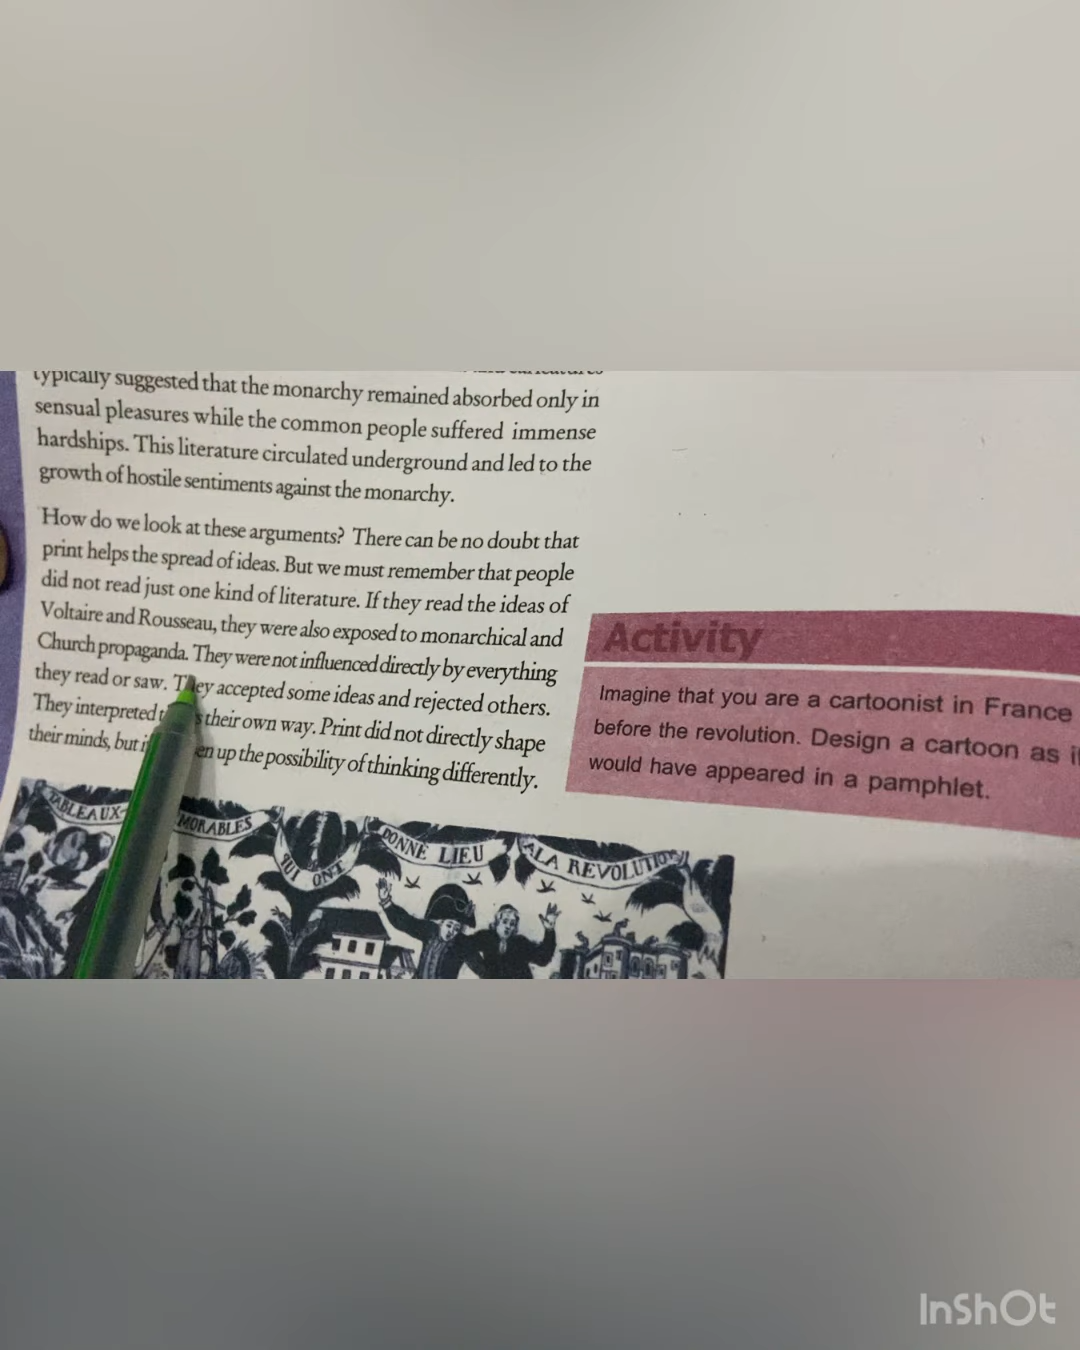 typically suggested that the monarchy remained absorbed only in
sensual pleasures while the common people suffered immense
hardships. This literature circulated underground and led to the
growth of hostile sentiments against the monarchy.
How do we look at these arguments? There can be no doubt that
print helps the spread of ideas. But we must remember that people
did not read just one kind of literature. If they read the ideas of
Voltaire and Rousseau, they were also exposed to monarchical and
Church propaganda. They were not influenced directly by everything
they read or saw. They accepted some ideas and rejected others.
They interpreted their own way. Print did not directly shape
their minds, but up the possibility of thinking differently.
Activity
Imagine that you are a cartoonist in France
before the revolution. Design a cartoon as it
would have appeared in a pamphlet.
TABLEAUX MORABLES QUI ONT DONNÉ LIEU A LA REVOLUTION
InShOt